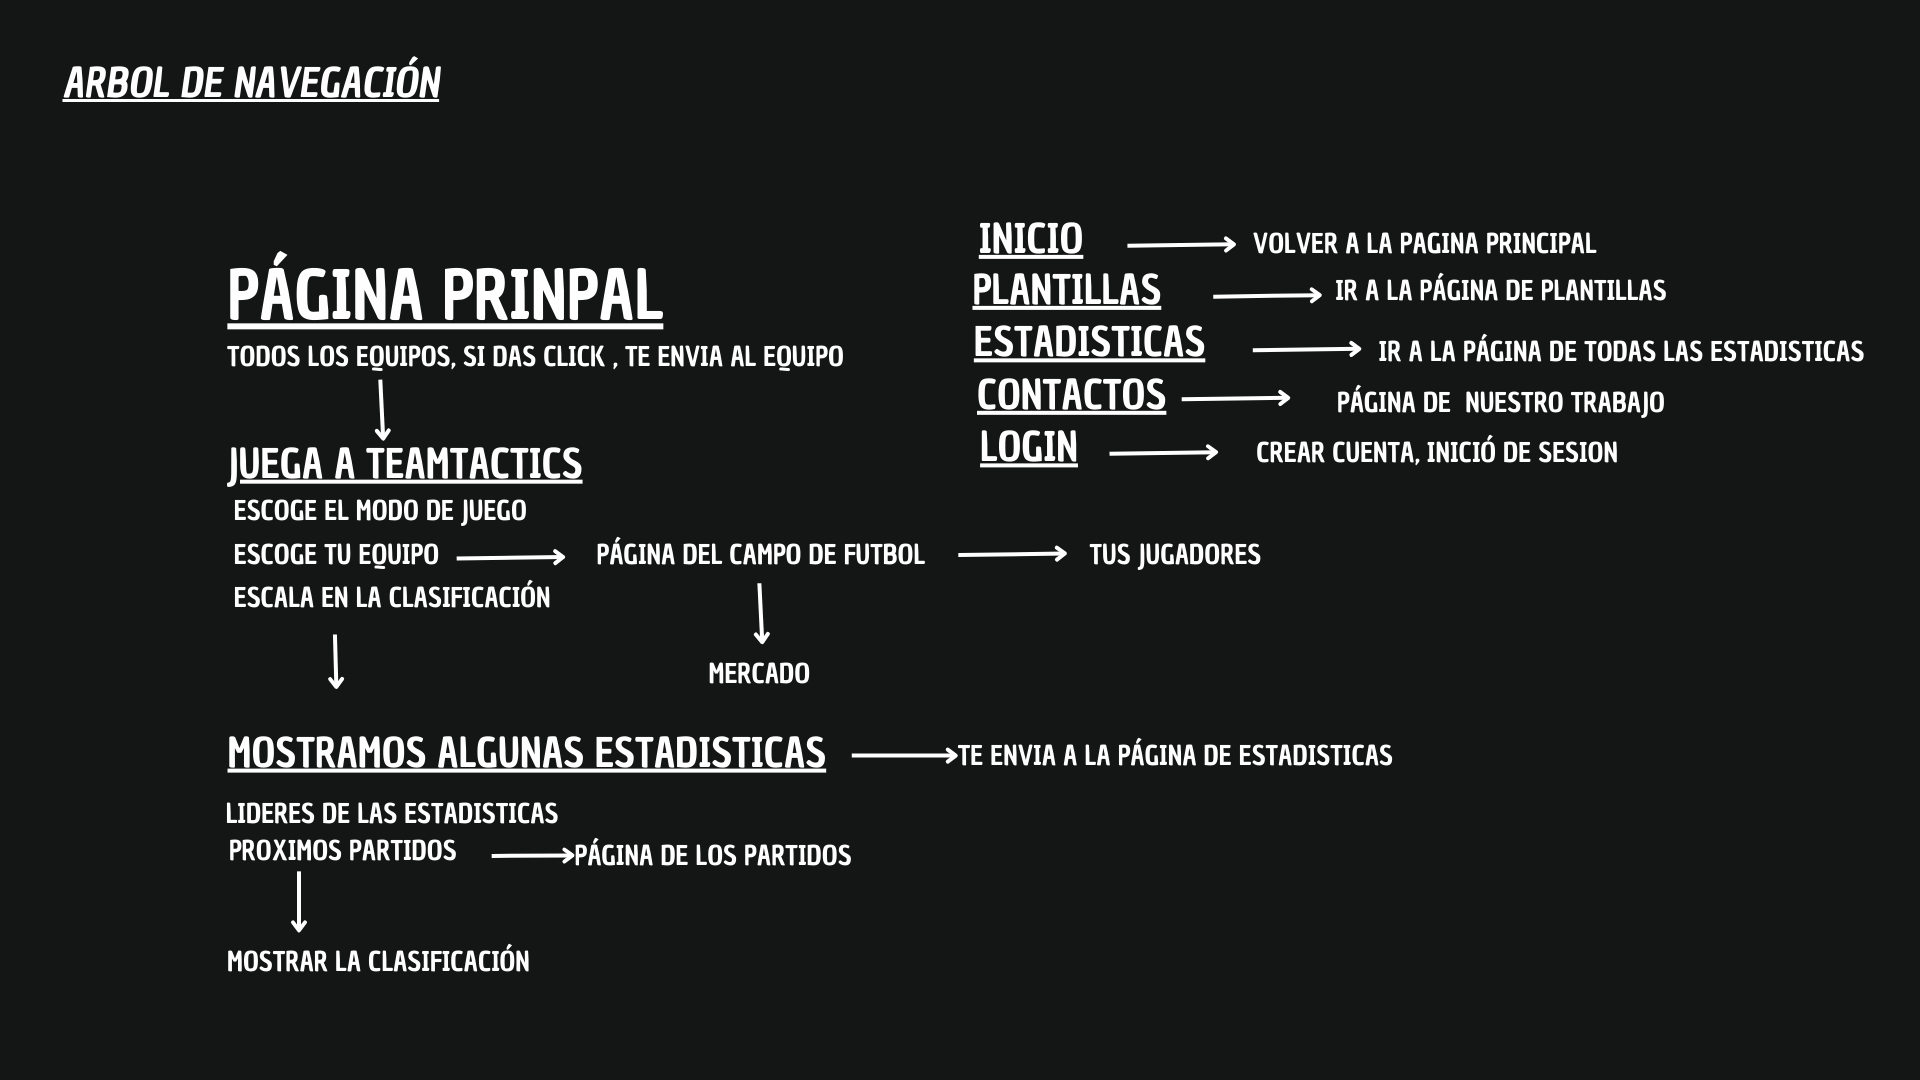 ARBOL DE NAVEGACIÓN
PÁGINA PRINPAL
TODOS LOS EQUIPOS, SI DAS CLICK , TE ENVIA AL EQUIPO
JUEGA A TEAMTACTICS
ESCOGE EL MODO DE JUEGO
ESCOGE TU EQUIPO
PÁGINA DEL CAMPO DE FUTBOL
TUS JUGADORES
ESCALA EN LA CLASIFICACIÓN
MERCADO
MOSTRAMOS ALGUNAS ESTADISTICAS
TE ENVIA A LA PÁGINA DE ESTADISTICAS
LIDERES DE LAS ESTADISTICAS
PROXIMOS PARTIDOS
PÁGINA DE LOS PARTIDOS
MOSTRAR LA CLASIFICACIÓN
INICIO
VOLVER A LA PAGINA PRINCIPAL
PLANTILLAS
IR A LA PÁGINA DE PLANTILLAS
ESTADISTICAS
IR A LA PÁGINA DE TODAS LAS ESTADISTICAS
CONTACTOS
PÁGINA DE  NUESTRO TRABAJO
LOGIN
CREAR CUENTA, INICIÓ DE SESION